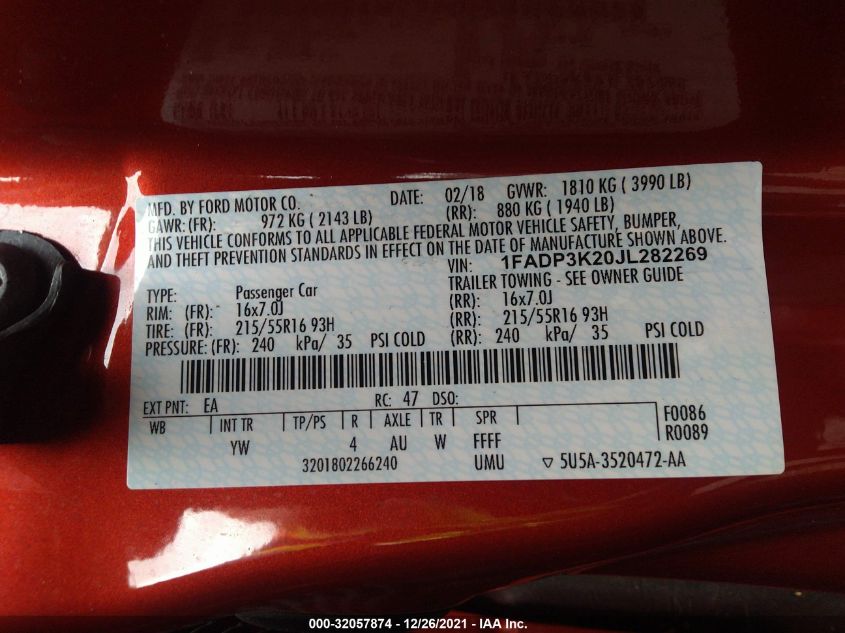 MFD. BY FORD MOTOR CO. DATE: 02/18 GVWR: 1810 KG ( 3990 LB)
GAWR: (FR): 972 KG ( 2143 LB) (RR): 880 KG ( 1940 LB)
THIS VEHICLE CONFORMS TO ALL APPLICABLE FEDERAL MOTOR VEHICLE SAFETY, BUMPER,
AND THEFT PREVENTION STANDARDS IN EFFECT ON THE DATE OF MANUFACTURE SHOWN ABOVE.
VIN: 1FADP3K20JL282269
TRAILER TOWING - SEE OWNER GUIDE
TYPE: Passenger Car
RIM: (FR): 16x7.0J (RR): 16x7.0J
TIRE: (FR): 215/55R16 93H (RR): 215/55R16 93H
PRESSURE: (FR): 240 kPa/ 35 PSI COLD (RR): 240 kPa/ 35 PSI COLD
EXT PNT: EA RC: 47 DSO:
WB INT TR TP/PS R AXLE TR SPR F0086
YW 4 AU W FFFF R0089
3201802266240 UMU ▽ 5U5A-3520472-AA
000-32057874 - 12/26/2021 - IAA Inc.